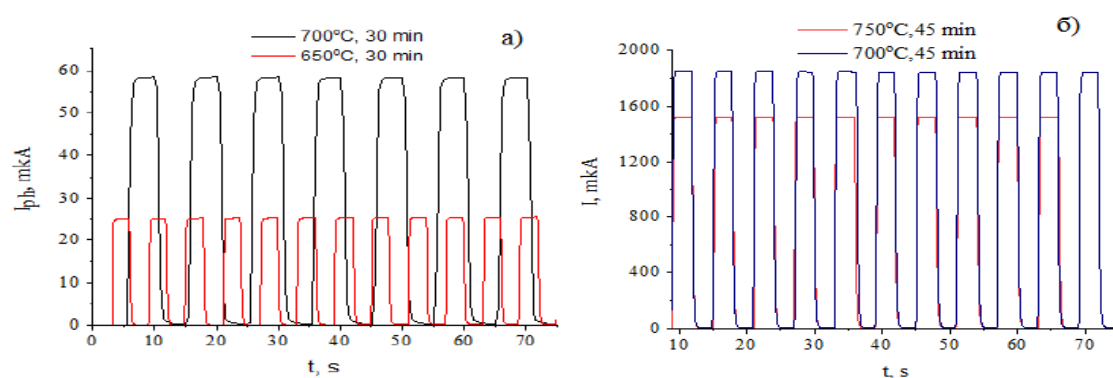 700°C, 30 min
650°C, 30 min
а)
Iph, mkA
60
50
40
30
20
10
0
0 10 20 30 40 50 60 70
t, s
750°C,45 min
700°C,45 min
б)
I, mkA
2000
1600
1200
800
400
0
10 20 30 40 50 60 70
t, s